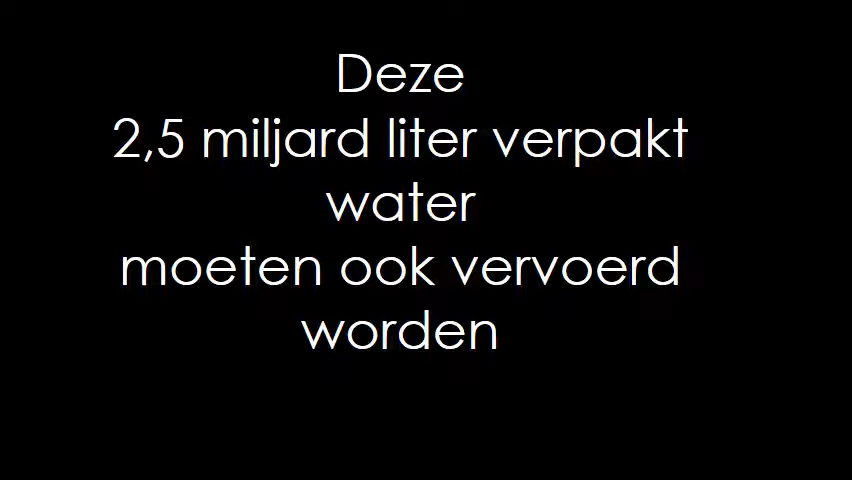 Deze
2,5 miljard liter verpakt
water
moeten ook vervoerd
worden